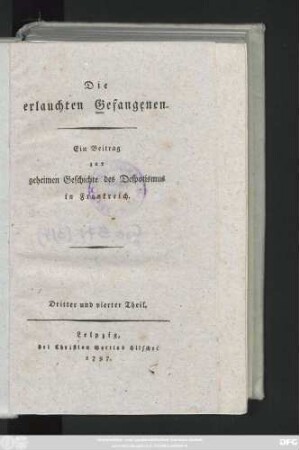 Die
erlauchten Gefangenen.
Ein Beitrag
zur
geheimen Geschichte des Despotismus
in Frankreich.
Dritter und vierter Theil.
Leipzig,
bei Christian Gottlob Hilscher
1797.